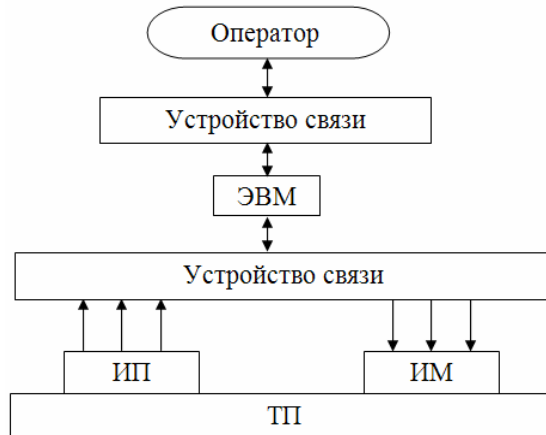 Оператор
Устройство связи
ЭВМ
Устройство связи
ИП ИМ
ТП